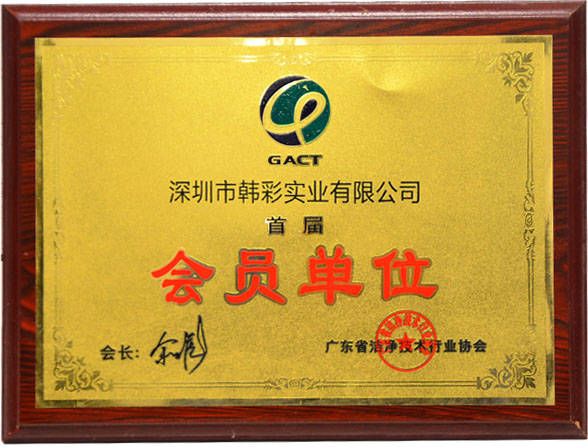 GACT
深圳市韩彩实业有限公司
首届
会员单位
会长：
广东省洁净技术行业协会